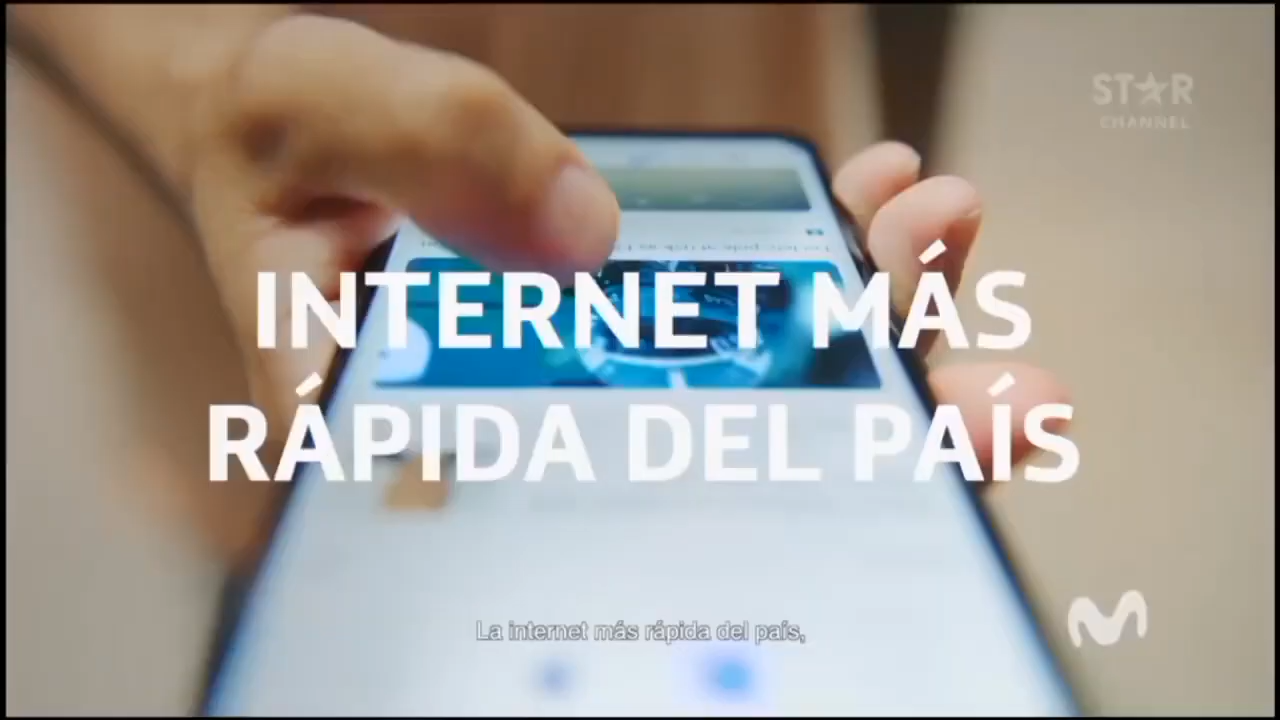 STAR
CHANNEL
INTERNET MÁS
RÁPIDA DEL PAÍS
La internet más rápida del país,